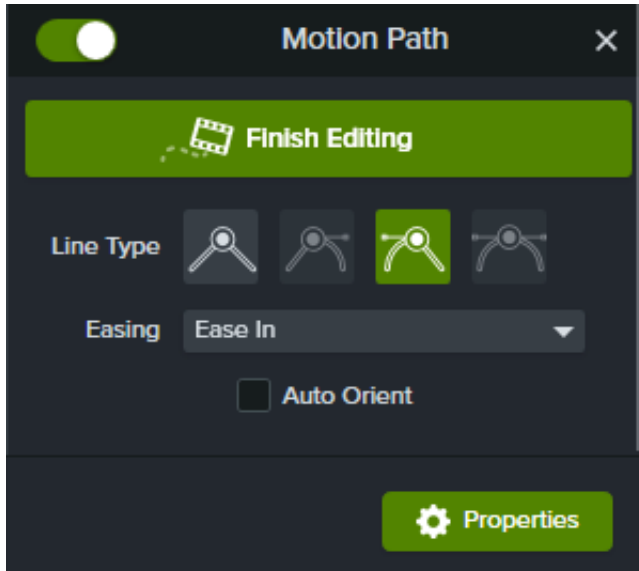 Motion Path
Finish Editing
Line Type
Easing Ease In
Auto Orient
Properties